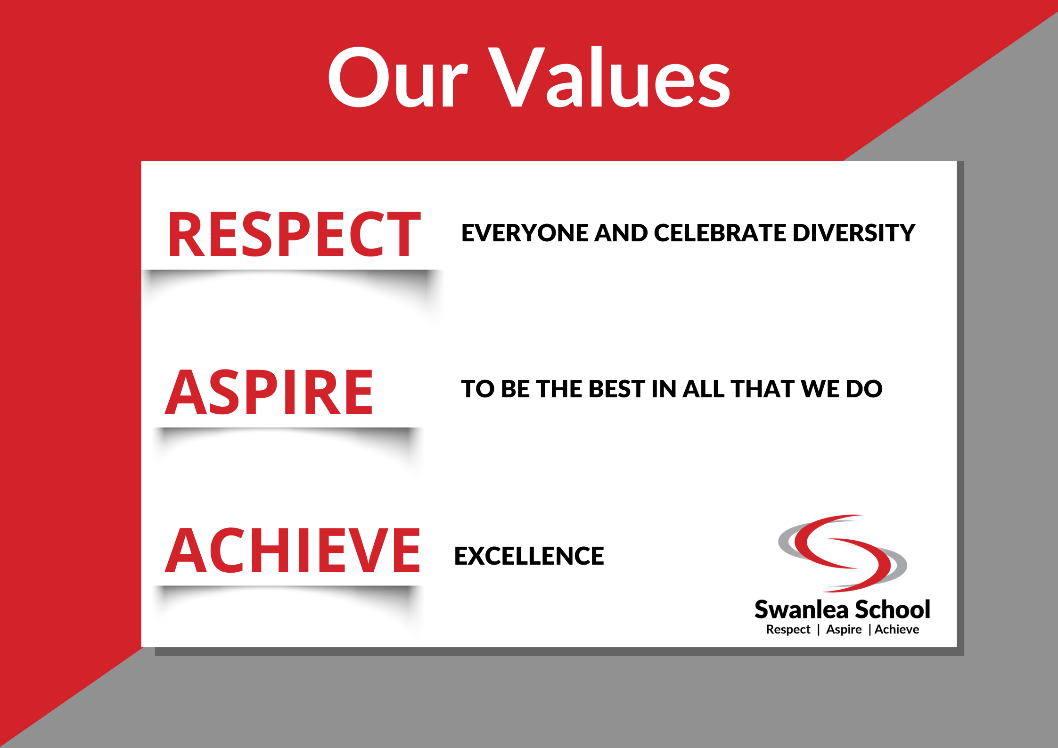 Our Values
RESPECT EVERYONE AND CELEBRATE DIVERSITY
ASPIRE TO BE THE BEST IN ALL THAT WE DO
ACHIEVE EXCELLENCE
Swanlea School
Respect | Aspire | Achieve